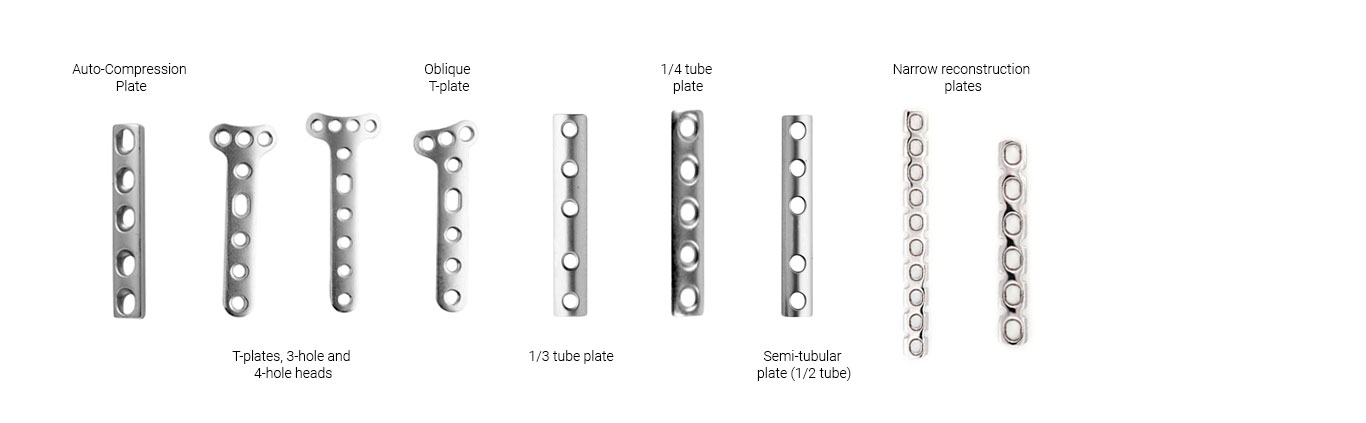 Auto-Compression
Plate
Oblique
T-plate
1/4 tube
plate
Narrow reconstruction
plates
T-plates, 3-hole and
4-hole heads
1/3 tube plate
Semi-tubular
plate (1/2 tube)